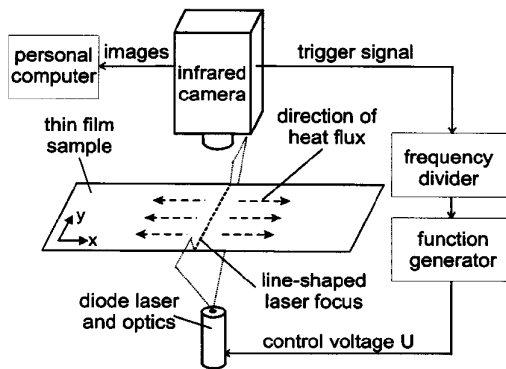 images
trigger signal
personal
computer
infrared
camera
direction of
heat flux
thin film
sample
frequency
divider
y
x
function
generator
line-shaped
laser focus
diode laser
and optics
control voltage U